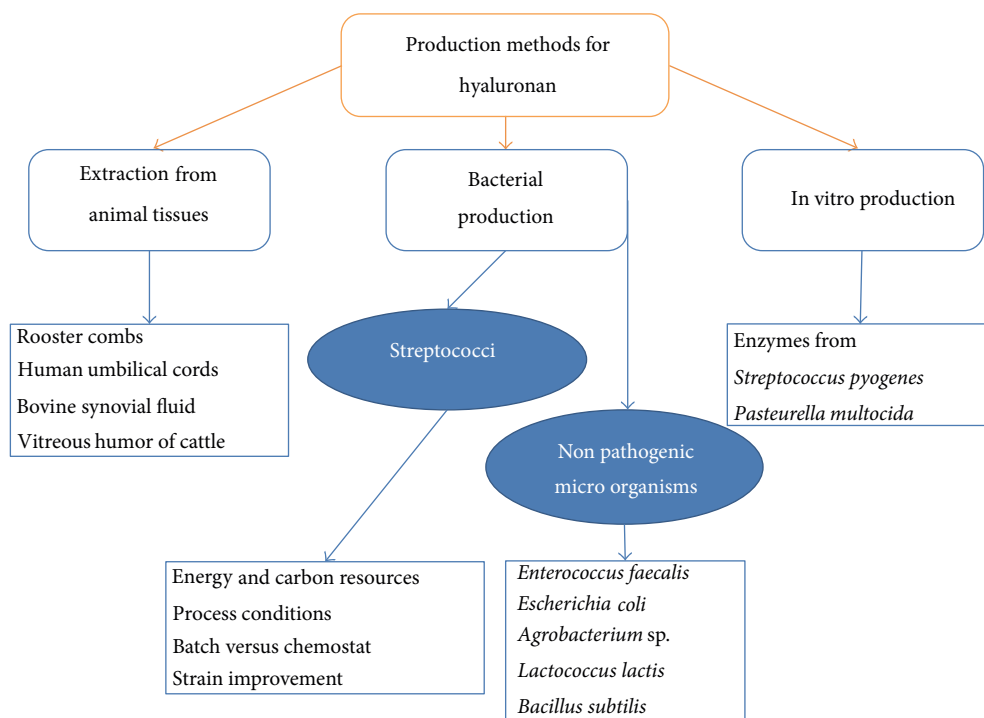 Production methods for
hyaluronan
Extraction from
animal tissues
Bacterial
production
In vitro production
Rooster combs
Human umbilical cords
Bovine synovial fluid
Vitreous humor of cattle
Streptococci
Enzymes from
Streptococcus pyogenes
Pasteurella multocida
Non pathogenic
micro organisms
Energy and carbon resources
Process conditions
Batch versus chemostat
Strain improvement
Enterococcus faecalis
Escherichia coli
Agrobacterium sp.
Lactococcus lactis
Bacillus subtilis